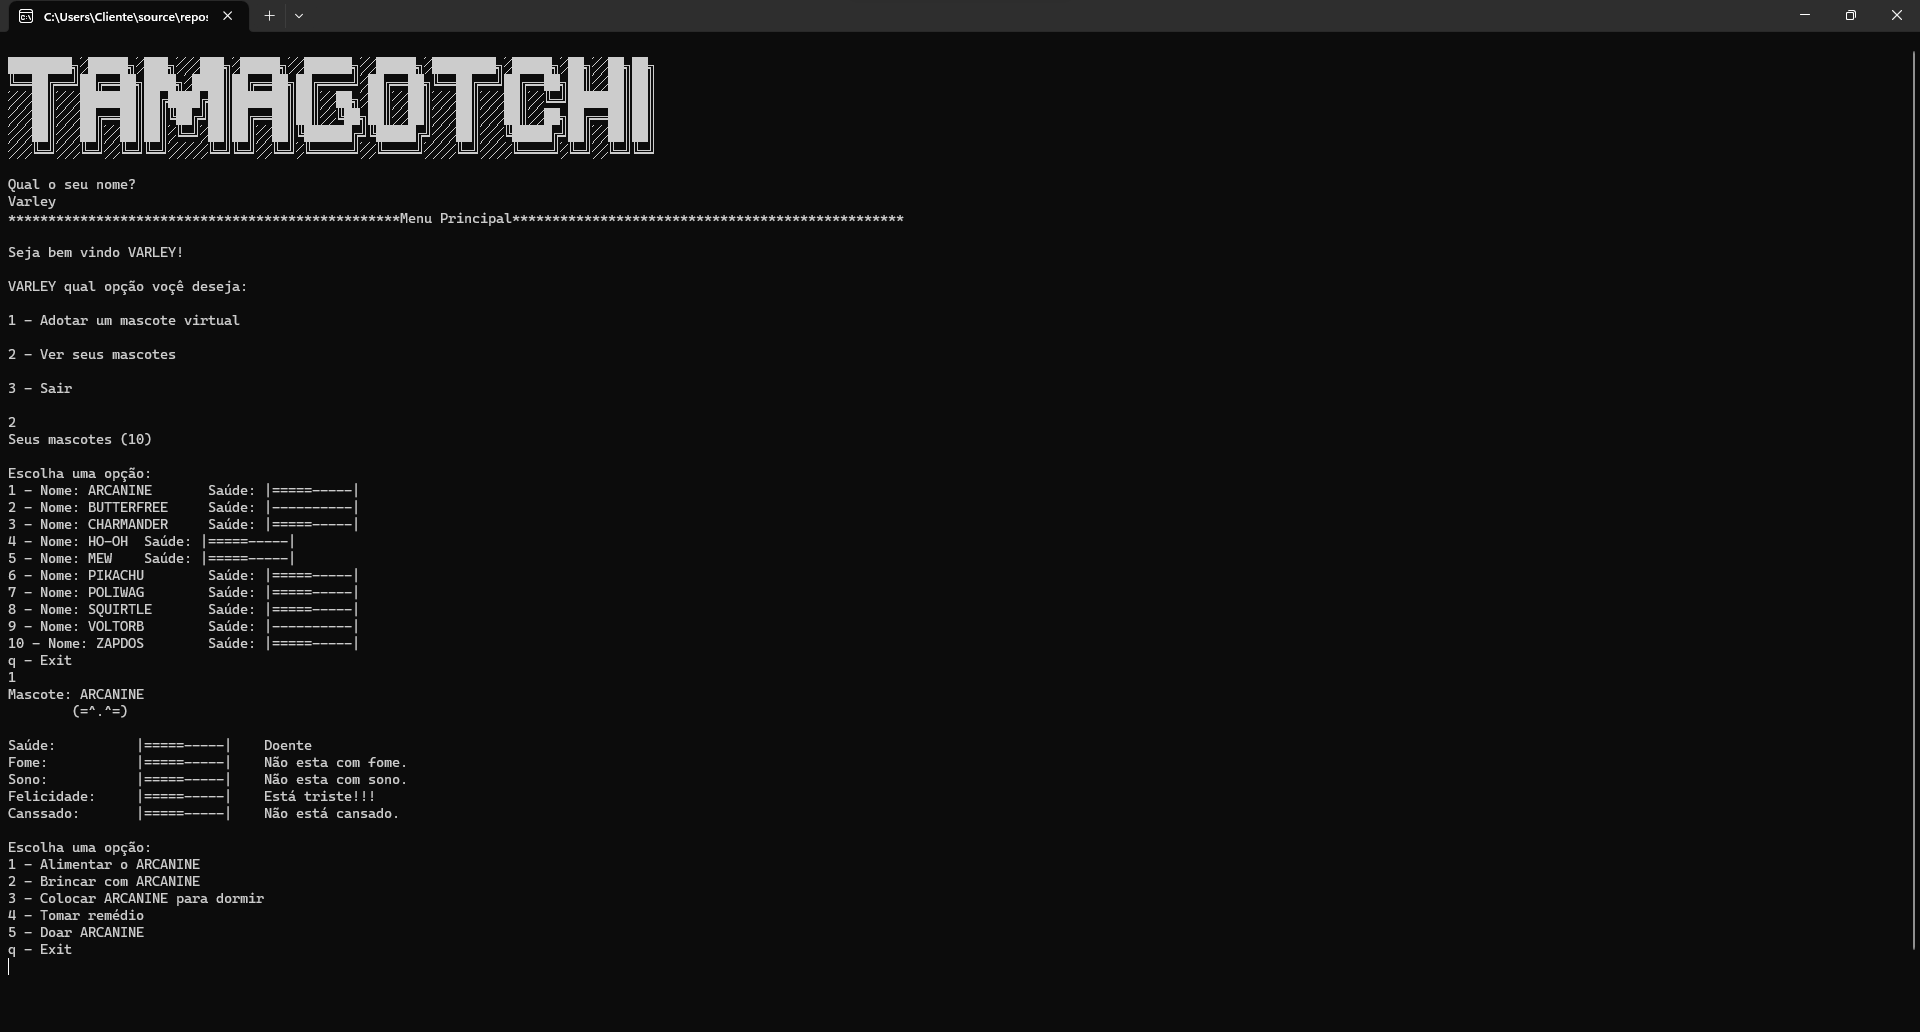 C:\Users\Cliente\source\repos
TAMAGOTCHI
Qual o seu nome?
Varley
*************************************************Menu Principal*************************************************
Seja bem vindo VARLEY!
VARLEY qual opção voçê deseja:
1 - Adotar um mascote virtual
2 - Ver seus mascotes
3 - Sair
2
Seus mascotes (10)
Escolha uma opção:
1 - Nome: ARCANINE       Saúde: |=====-----|
2 - Nome: BUTTERFREE     Saúde: |----------|
3 - Nome: CHARMANDER     Saúde: |=====-----|
4 - Nome: HO-OH  Saúde: |=====-----|
5 - Nome: MEW    Saúde: |=====-----|
6 - Nome: PIKACHU        Saúde: |=====-----|
7 - Nome: POLIWAG        Saúde: |=====-----|
8 - Nome: SQUIRTLE       Saúde: |=====-----|
9 - Nome: VOLTORB        Saúde: |----------|
10 - Nome: ZAPDOS        Saúde: |=====-----|
q - Exit
1
Mascote: ARCANINE
(=^.^=)
Saúde:          |=====-----|    Doente
Fome:           |=====-----|    Não esta com fome.
Sono:           |=====-----|    Não esta com sono.
Felicidade:     |=====-----|    Está triste!!!
Canssado:       |=====-----|    Não está cansado.
Escolha uma opção:
1 - Alimentar o ARCANINE
2 - Brincar com ARCANINE
3 - Colocar ARCANINE para dormir
4 - Tomar remédio
5 - Doar ARCANINE
q - Exit